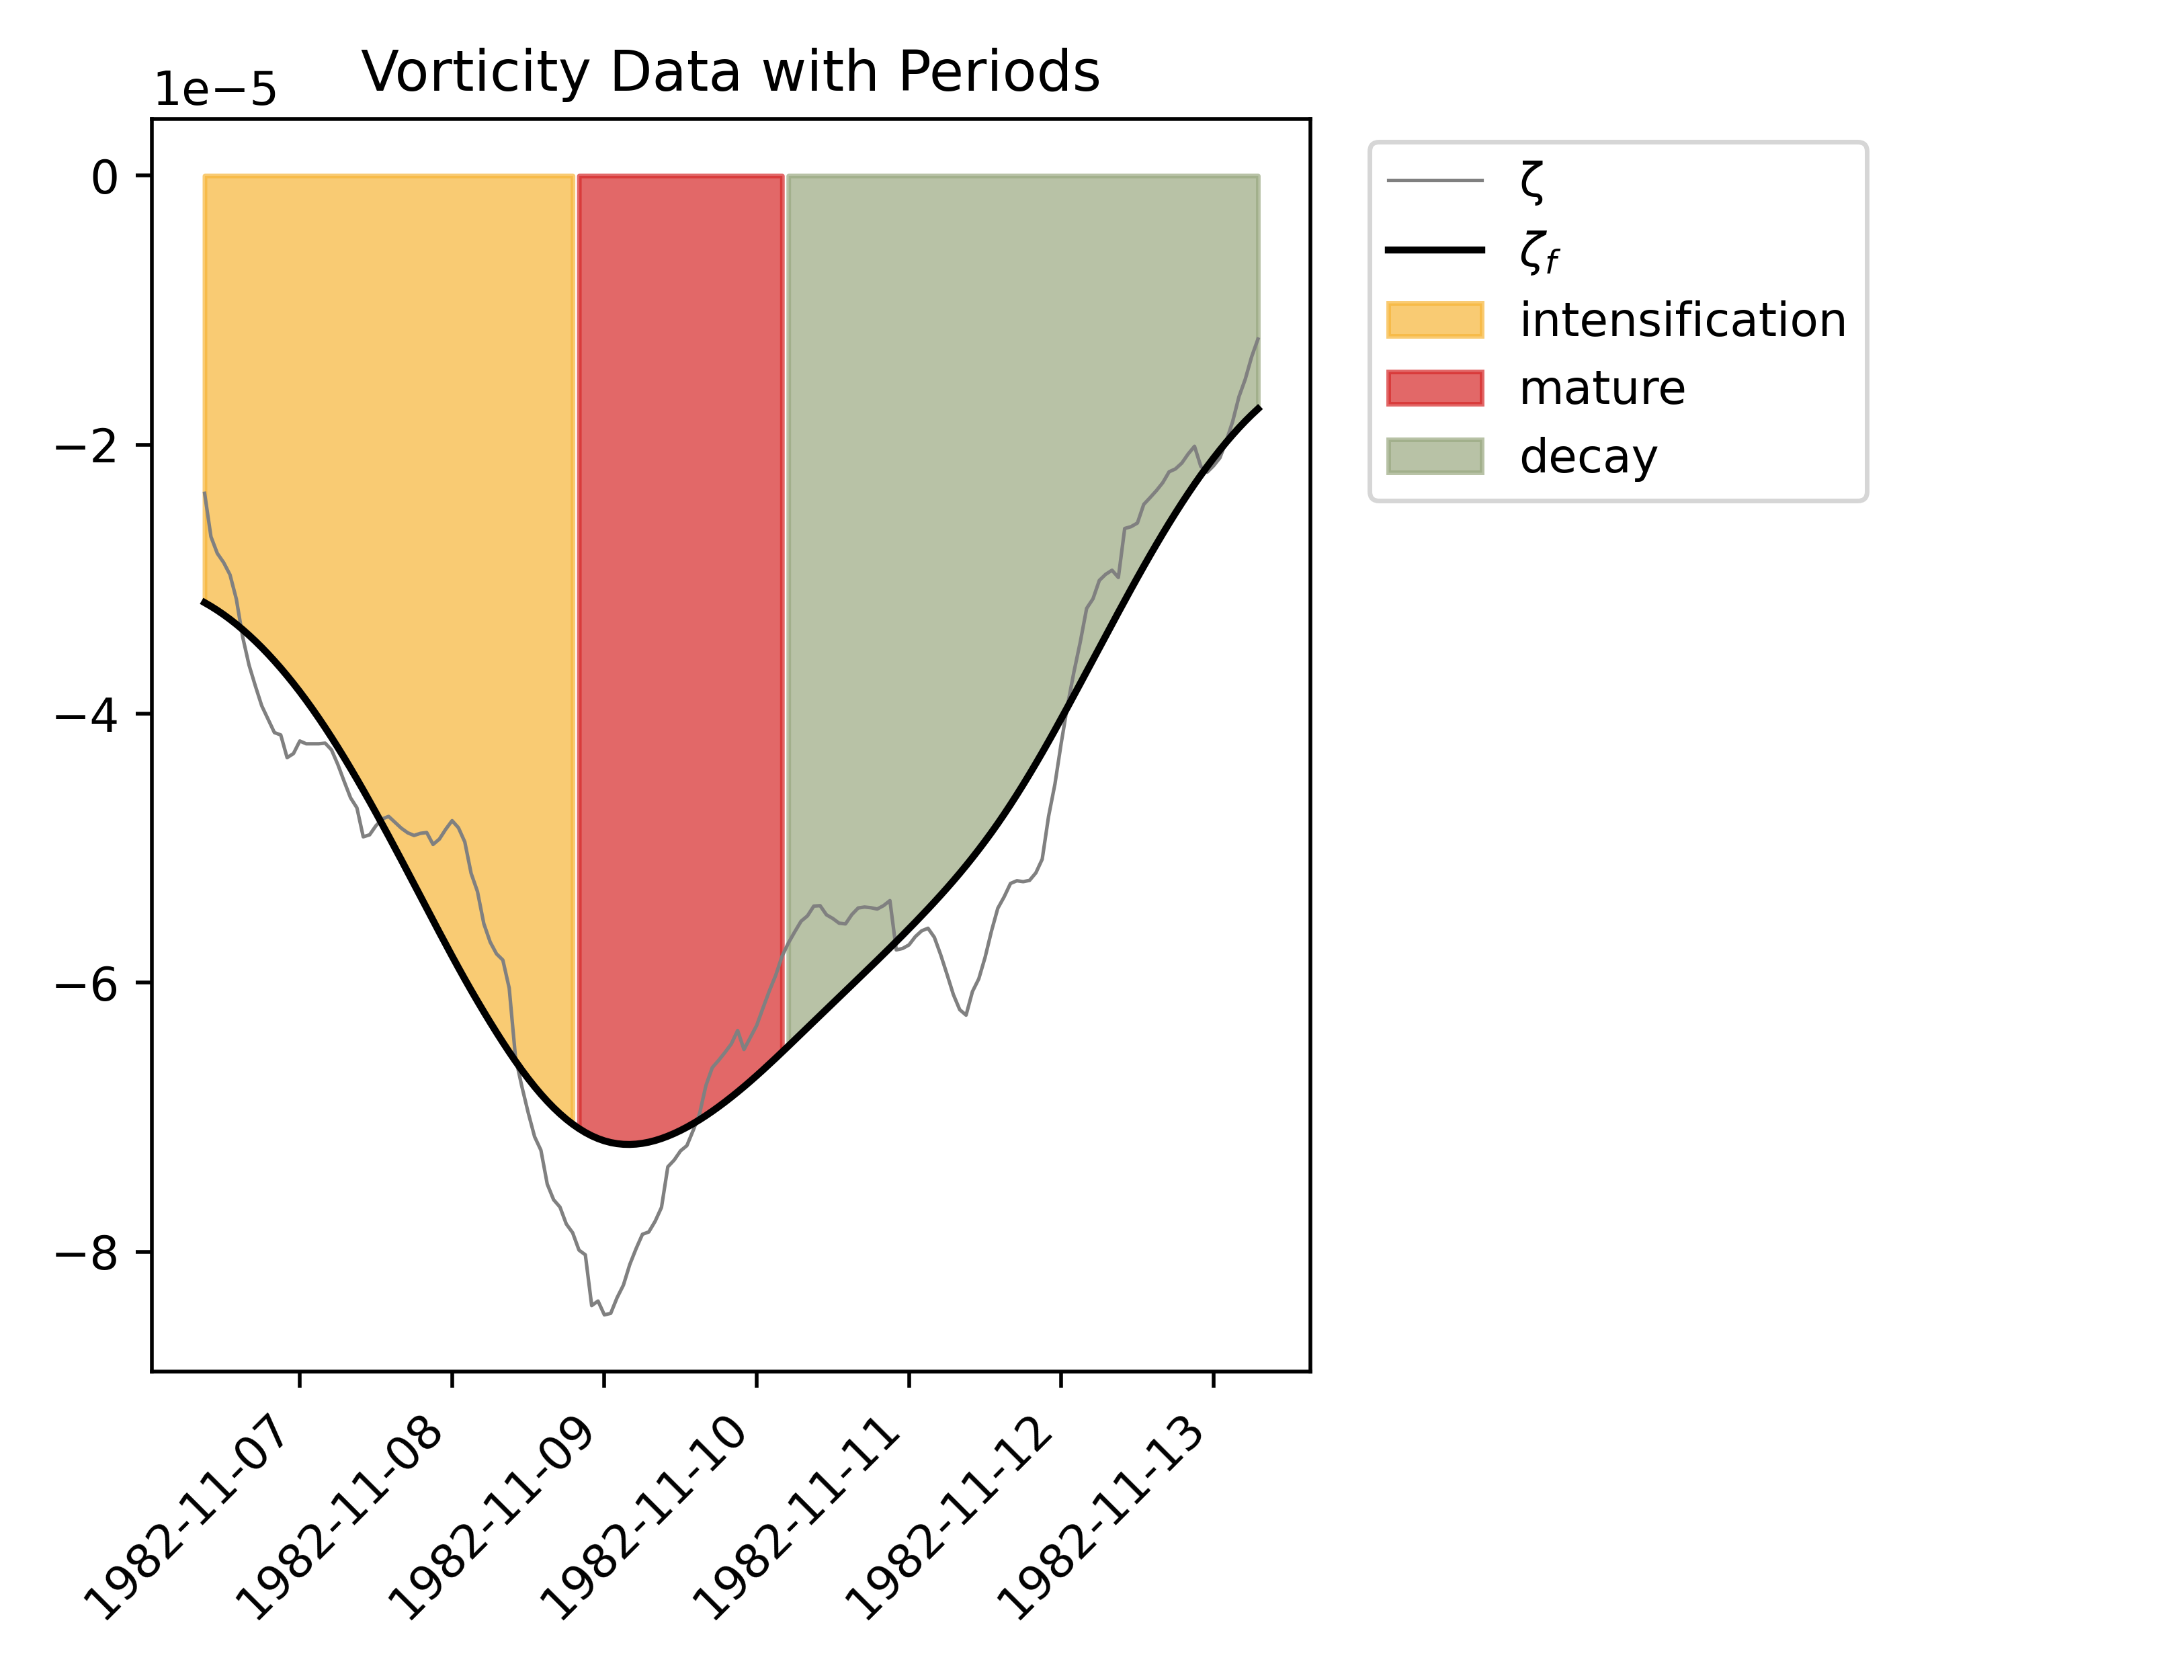 Vorticity Data with Periods
1e−5
0
−2
−4
−6
−8
1982-11-07
1982-11-08
1982-11-09
1982-11-10
1982-11-11
1982-11-12
1982-11-13
ζ
ζf
intensification
mature
decay